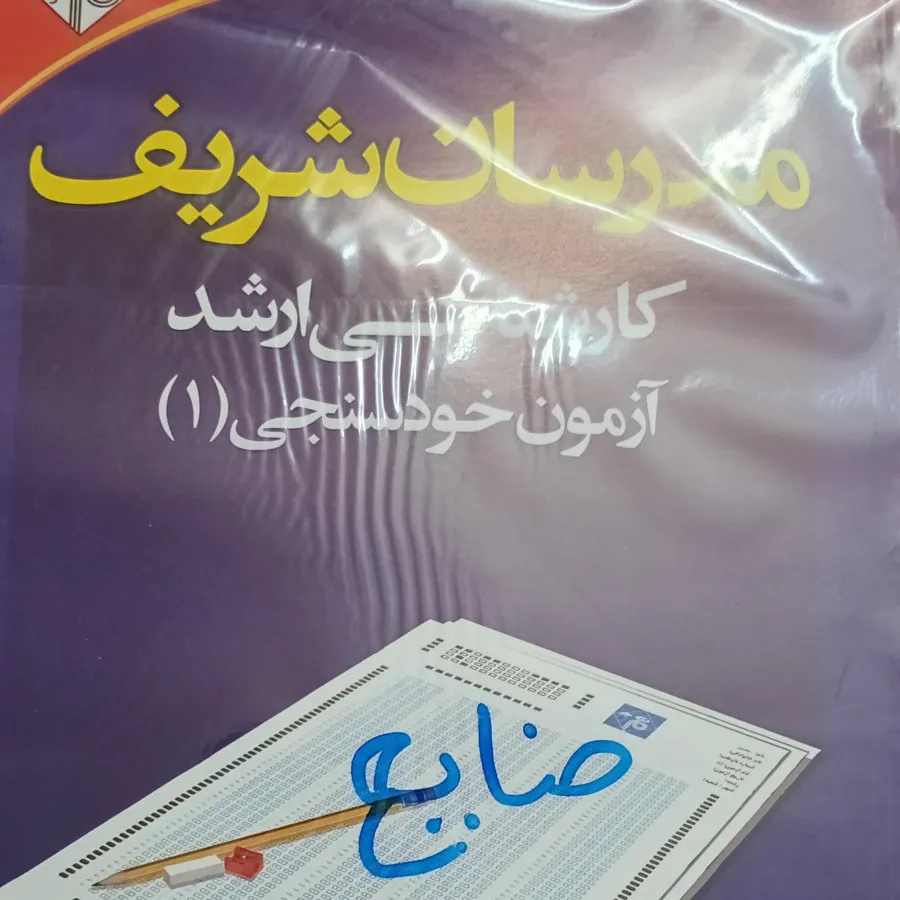 مدرسان شریف
کارشناسی ارشد
آزمون خودسنجی (۱)
صنایع